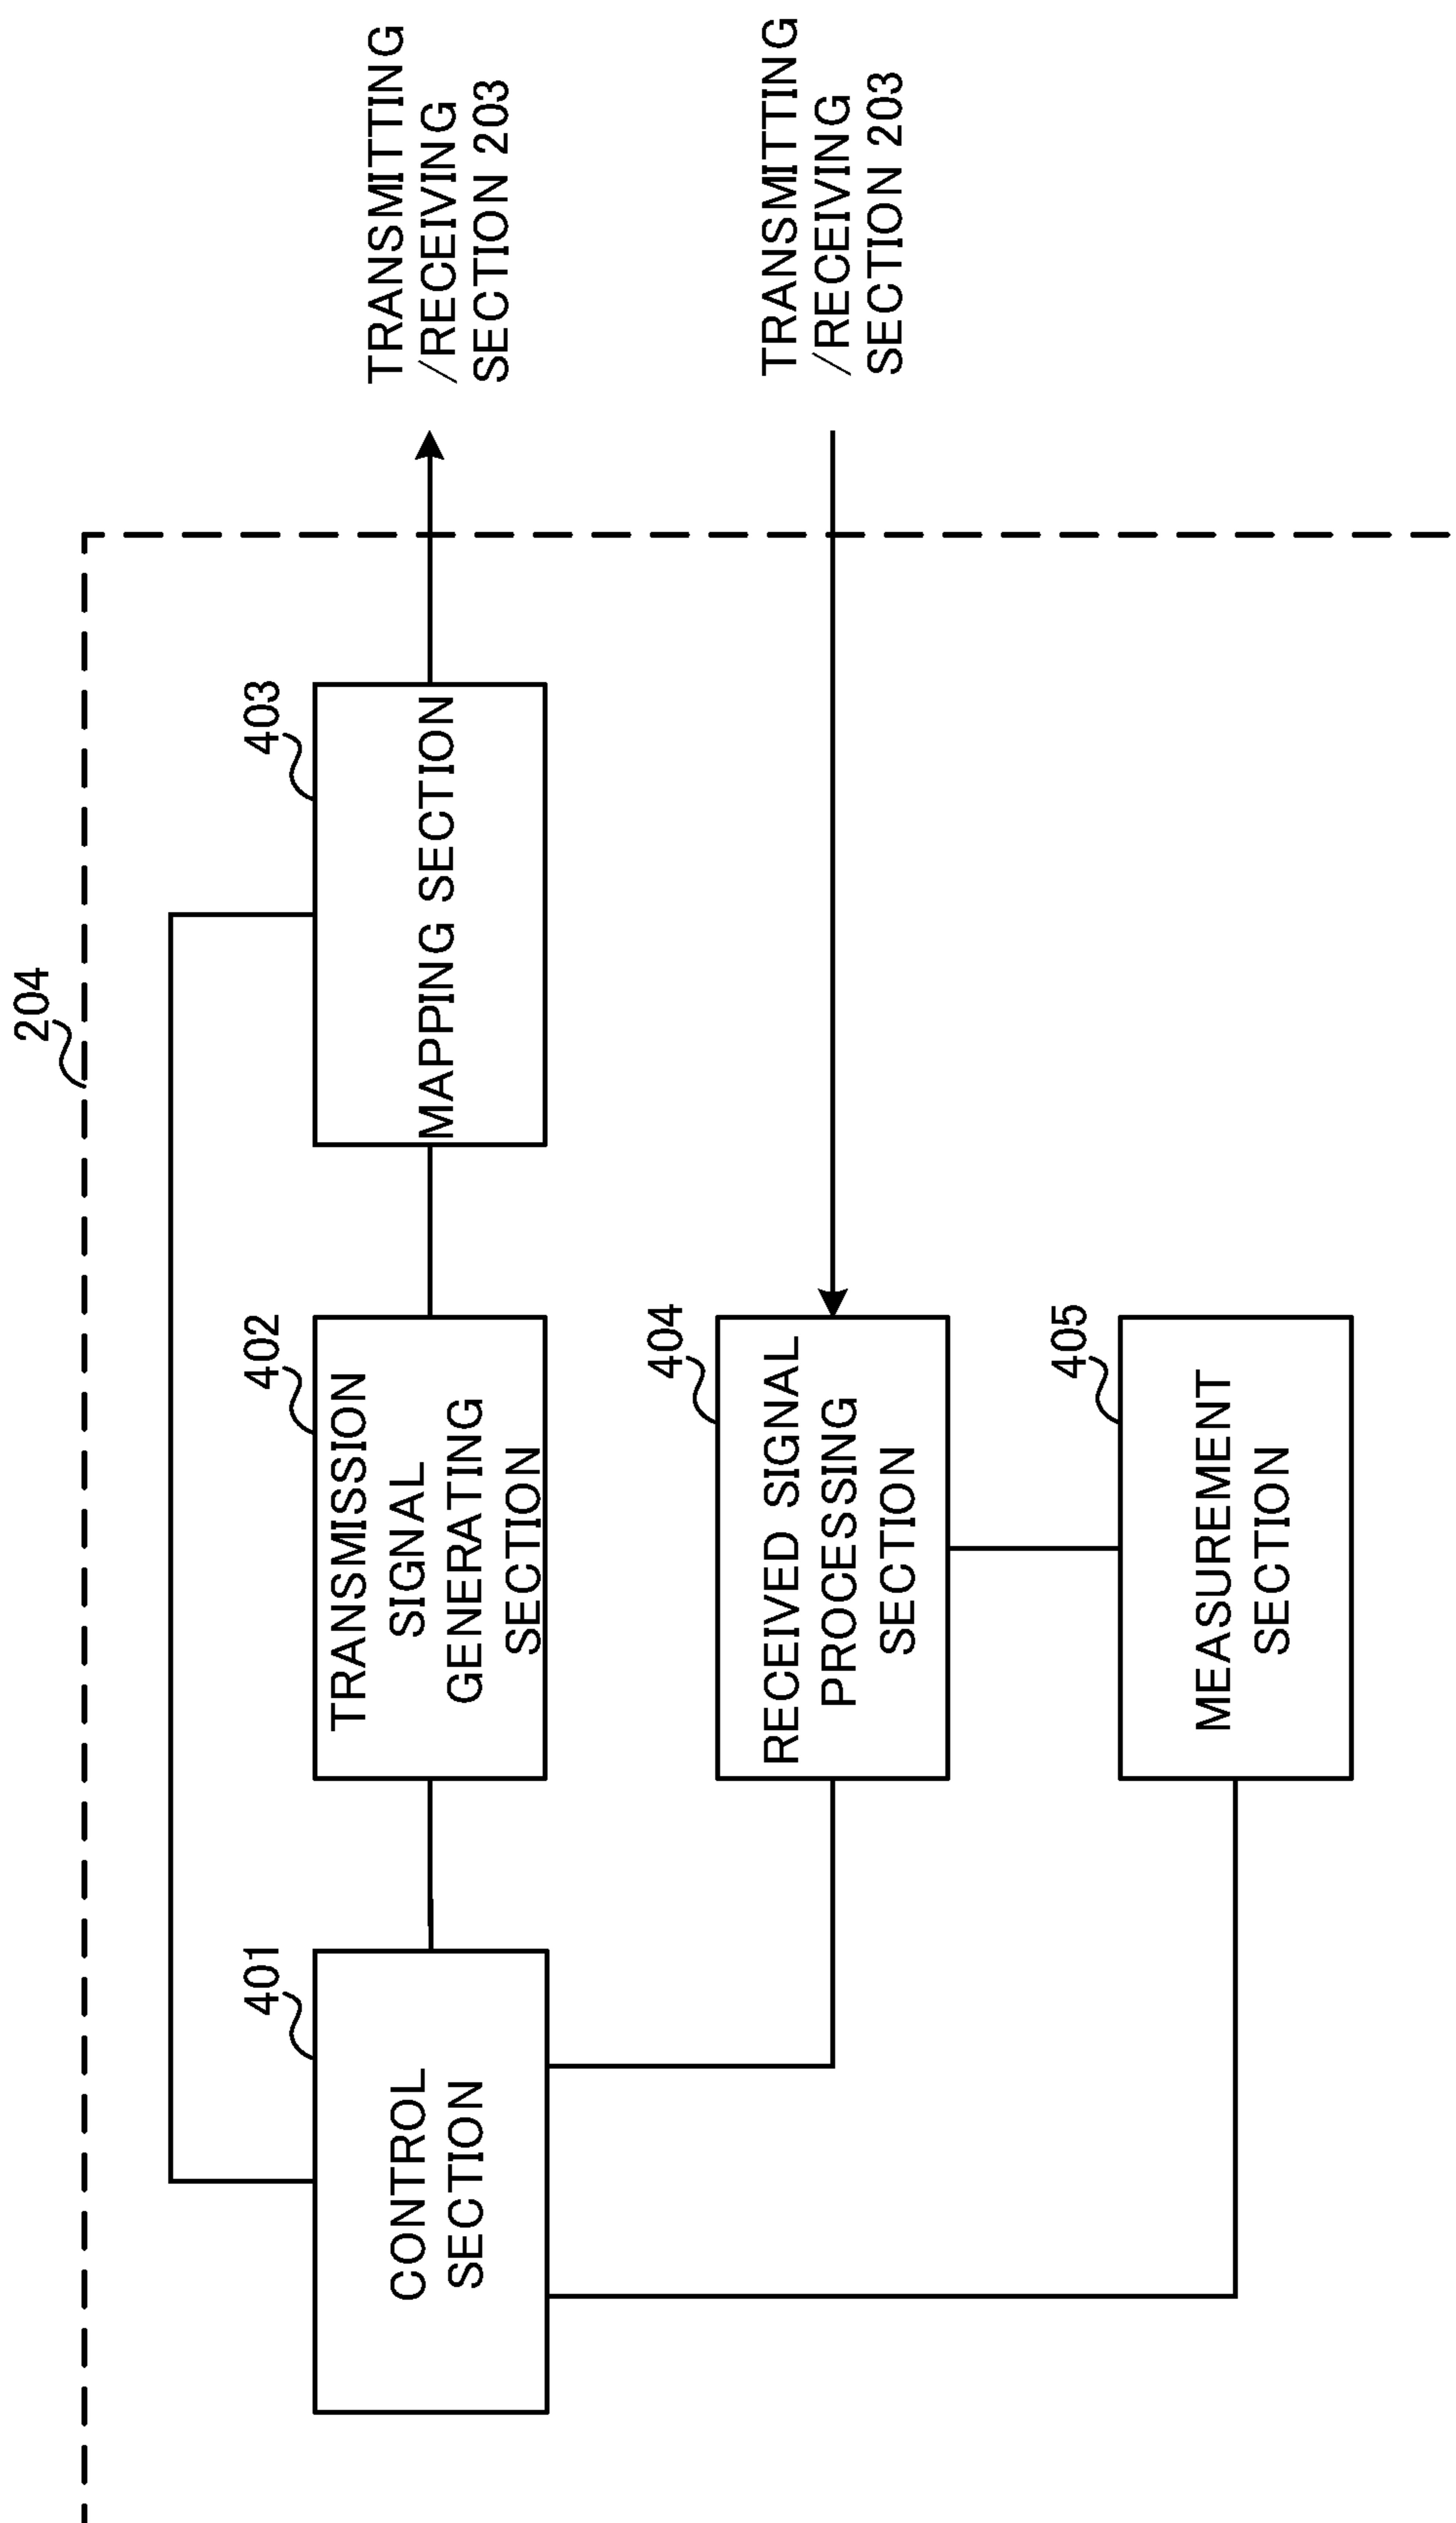 204
401
CONTROL
SECTION
402
TRANSMISSION
SIGNAL
GENERATING
SECTION
403
MAPPING SECTION
TRANSMITTING
/RECEIVING
SECTION 203
404
RECEIVED SIGNAL
PROCESSING
SECTION
TRANSMITTING
/RECEIVING
SECTION 203
405
MEASUREMENT
SECTION